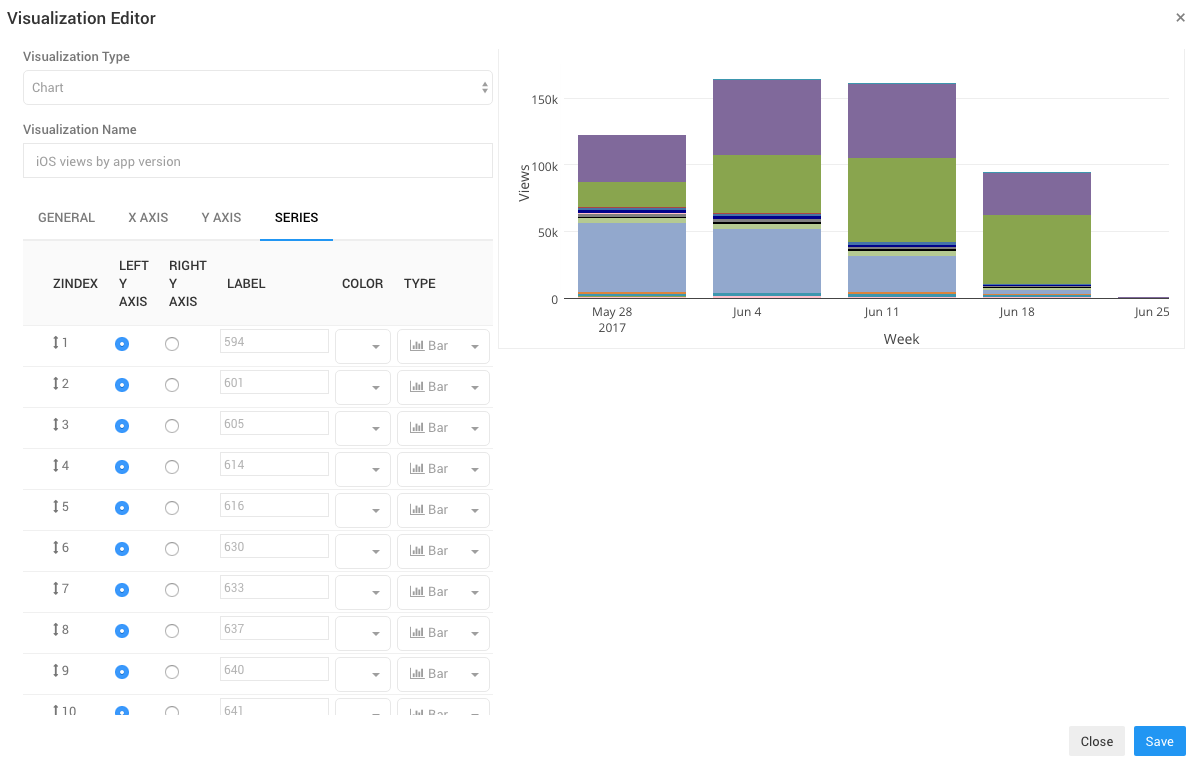 Visualization Editor
×
Visualization Type
Chart
Visualization Name
iOS views by app version
GENERAL X AXIS Y AXIS SERIES
ZINDEX LEFT Y AXIS RIGHT Y AXIS LABEL COLOR TYPE
1 594 Bar
2 601 Bar
3 605 Bar
4 614 Bar
5 616 Bar
6 630 Bar
7 633 Bar
8 637 Bar
9 640 Bar
10 641 Bar
150k
100k
50k
0
Views
May 28 Jun 4 Jun 11 Jun 18 Jun 25
2017
Week
Close Save